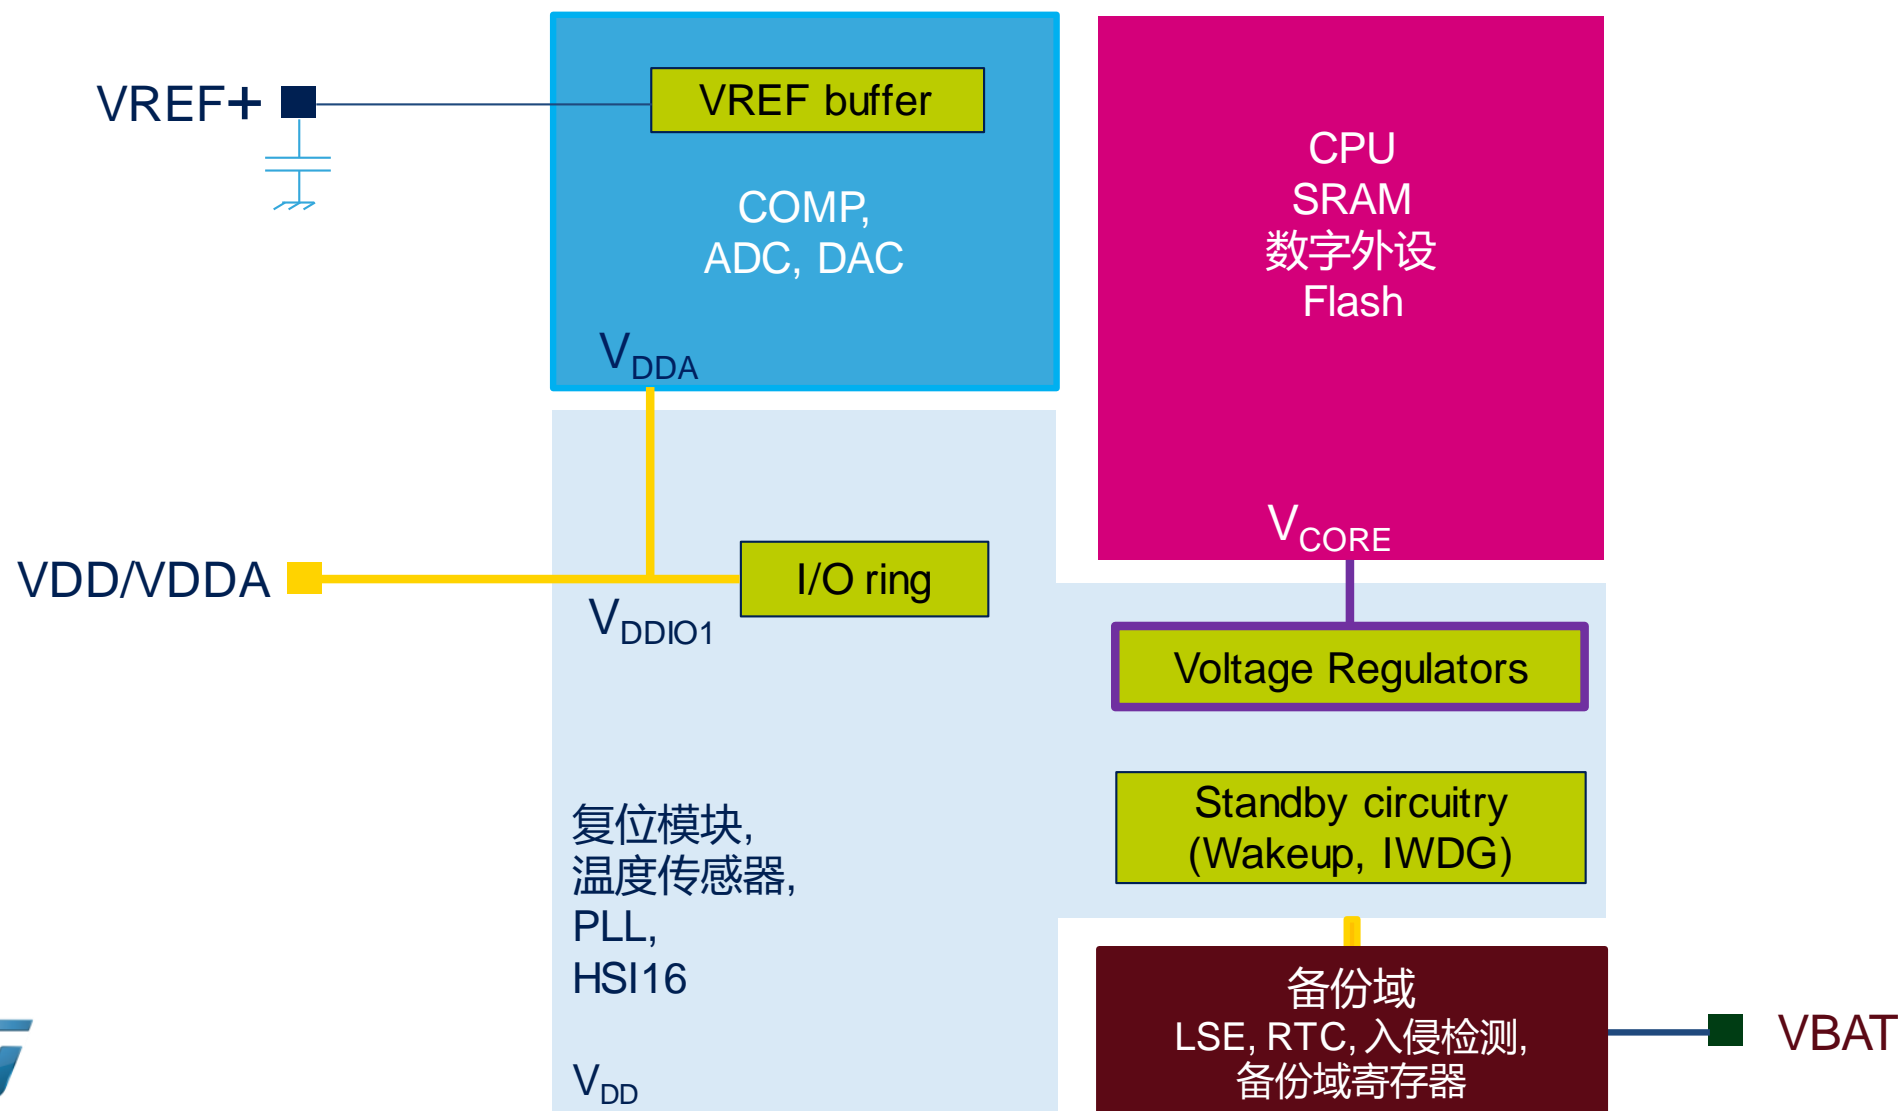 VREF+
VREF buffer
COMP,
ADC, DAC
VDDA
CPU
SRAM
数字外设
Flash
VCORE
VDD/VDDA
I/O ring
VDDIO1
Voltage Regulators
Standby circuitry
(Wakeup, IWDG)
复位模块,
温度传感器,
PLL,
HSI16
VDD
备份域
LSE, RTC, 入侵检测,
备份域寄存器
VBAT